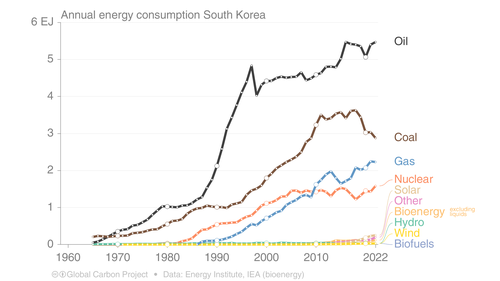 Annual energy consumption South Korea
6 EJ
5
4
3
2
1
0
1960
1970
1980
1990
2000
2010
2022
Oil
Coal
Gas
Nuclear
Solar
Other
Bioenergy excluding liquids
Hydro
Wind
Biofuels
Global Carbon Project • Data: Energy Institute, IEA (bioenergy)